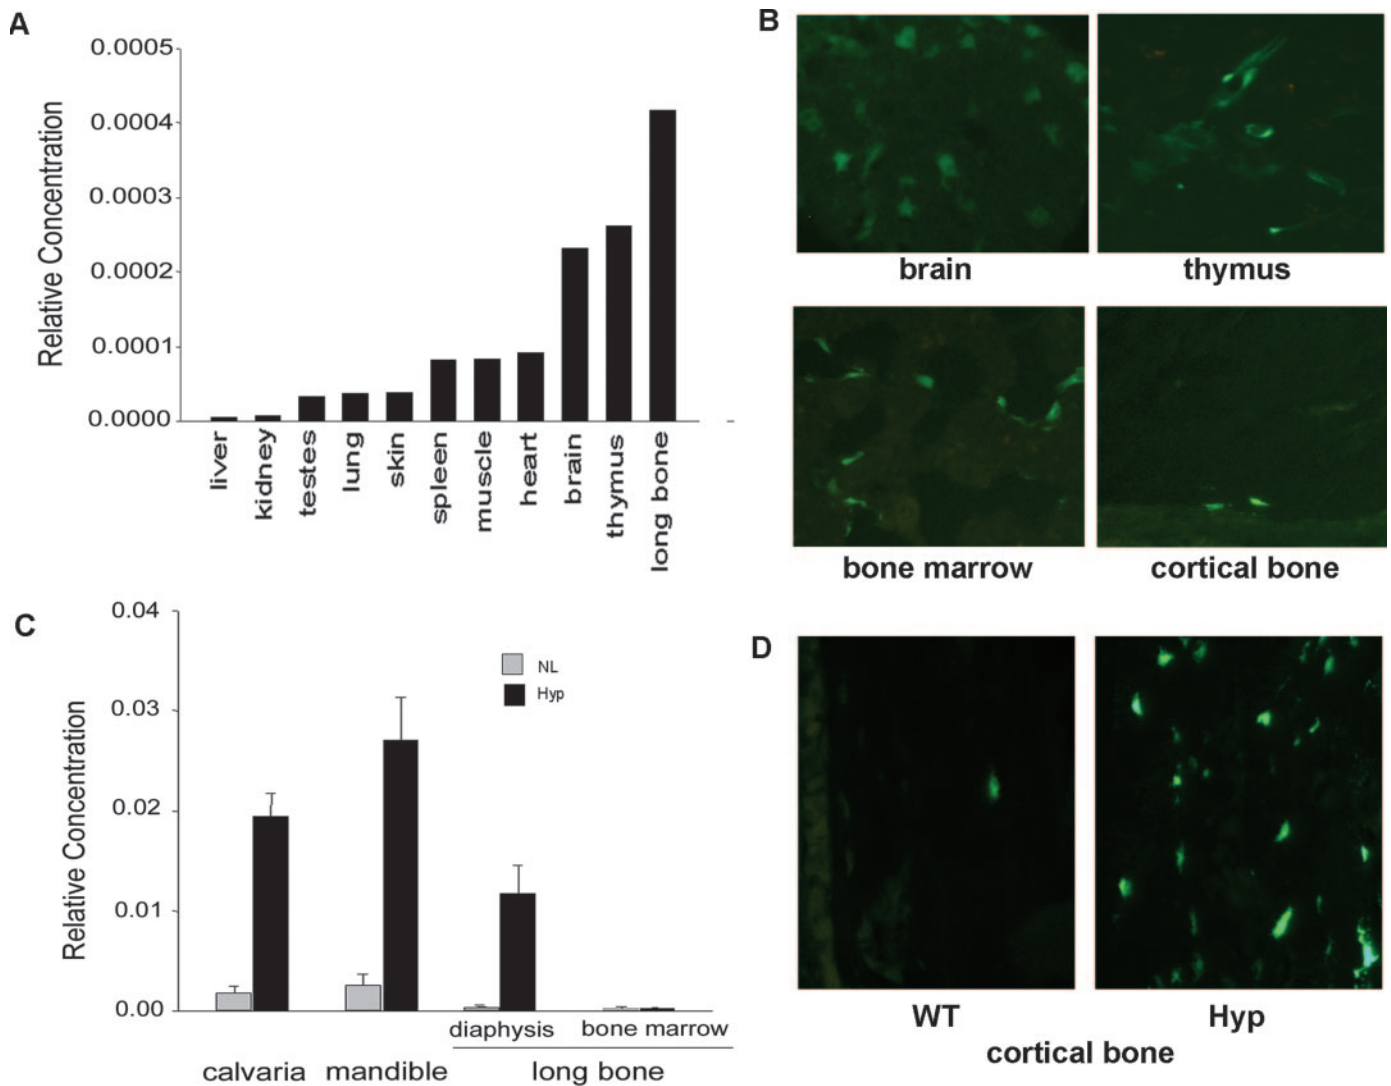 A
Relative Concentration
0.0005
0.0004
0.0003
0.0002
0.0001
0.0000
liver
kidney
testes
lung
skin
spleen
muscle
heart
brain
thymus
long bone
B
brain
thymus
bone marrow
cortical bone
C
Relative Concentration
0.04
0.03
0.02
0.01
0.00
NL
Hyp
diaphysis
bone marrow
calvaria
mandible
long bone
D
WT
Hyp
cortical bone